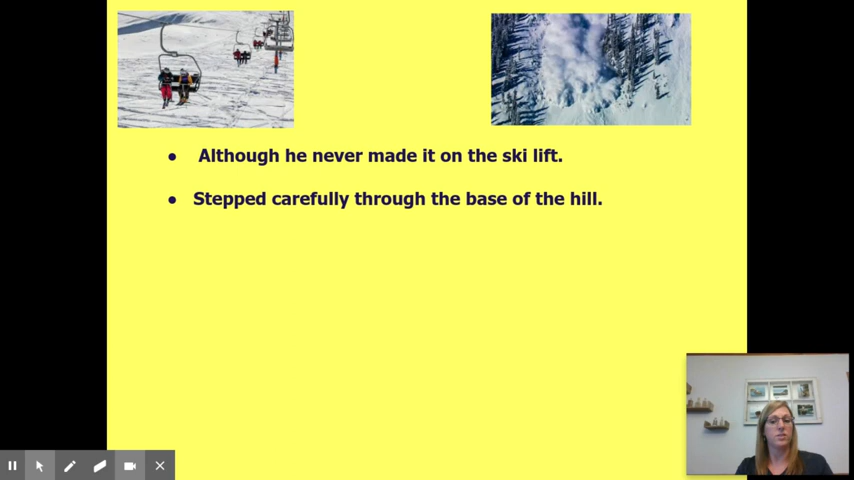 Although he never made it on the ski lift.
Stepped carefully through the base of the hill.